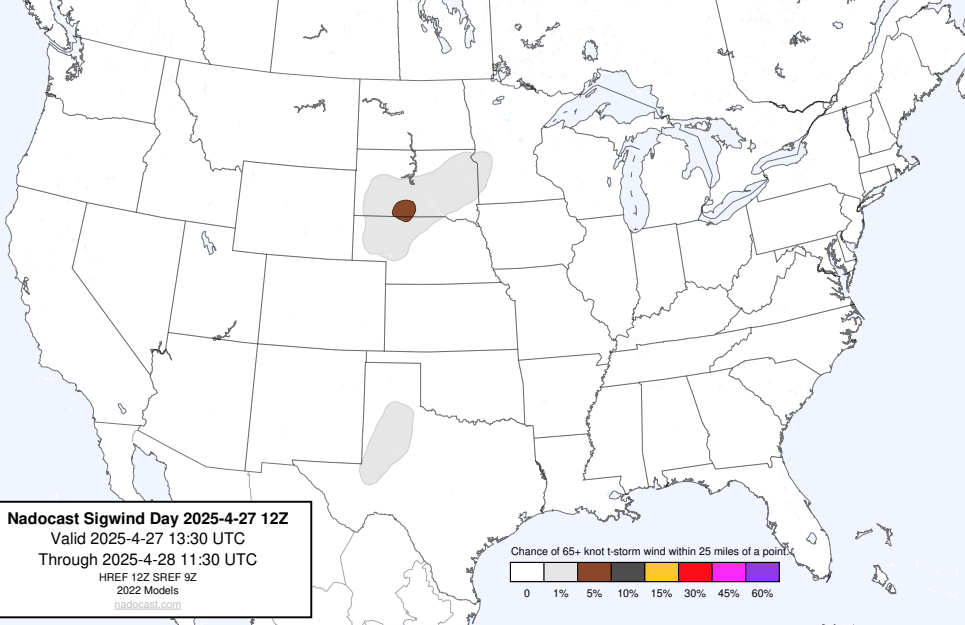 Nadocast Sigwind Day 2025-4-27 12Z
Valid 2025-4-27 13:30 UTC
Through 2025-4-28 11:30 UTC
HREF 12Z SREF 9Z
2022 Models
nadocast.com
Chance of 65+ knot t-storm wind within 25 miles of a point.
0 1% 5% 10% 15% 30% 45% 60%